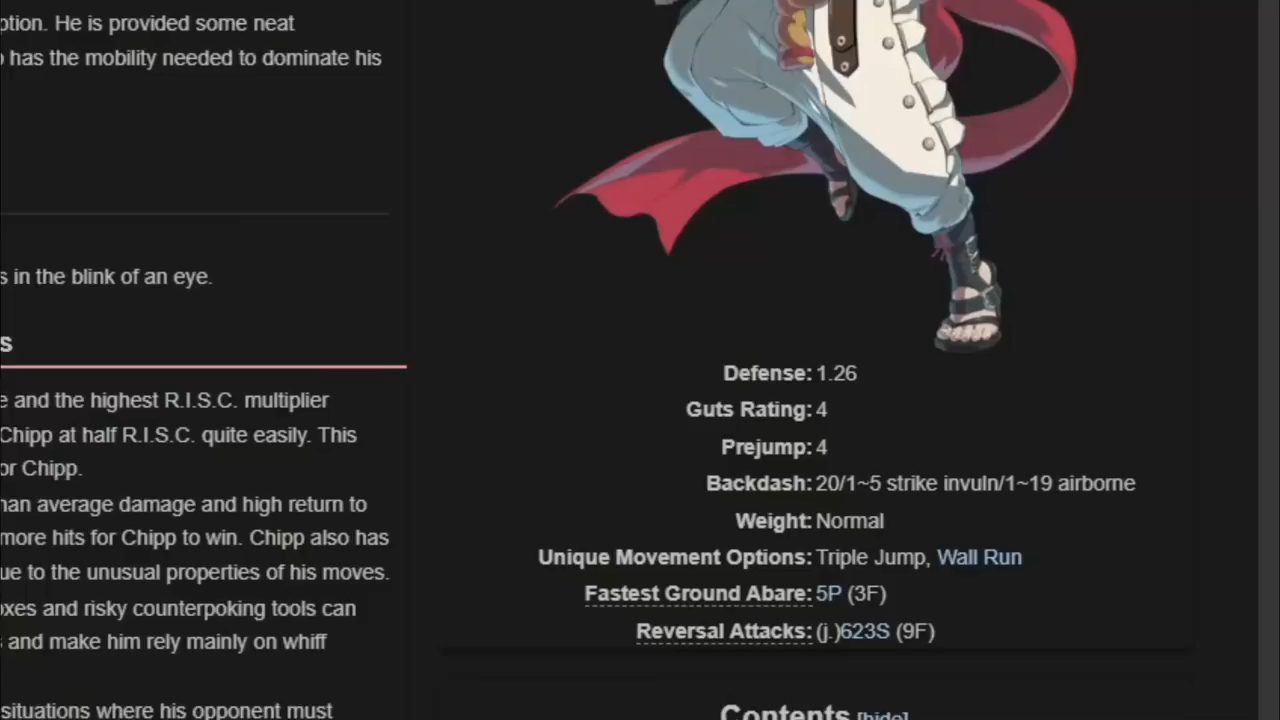 ption. He is provided some neat
o has the mobility needed to dominate his
s in the blink of an eye.
s
e and the highest R.I.S.C. multiplier
Chipp at half R.I.S.C. quite easily. This
or Chipp.
han average damage and high return to
more hits for Chipp to win. Chipp also has
ue to the unusual properties of his moves.
oxes and risky counterpoking tools can
s and make him rely mainly on whiff
situations where his opponent must
Defense: 1.26
Guts Rating: 4
Prejump: 4
Backdash: 20/1~5 strike invuln/1~19 airborne
Weight: Normal
Unique Movement Options: Triple Jump, Wall Run
Fastest Ground Abare: 5P (3F)
Reversal Attacks: (j.)623S (9F)
Contents [hide]